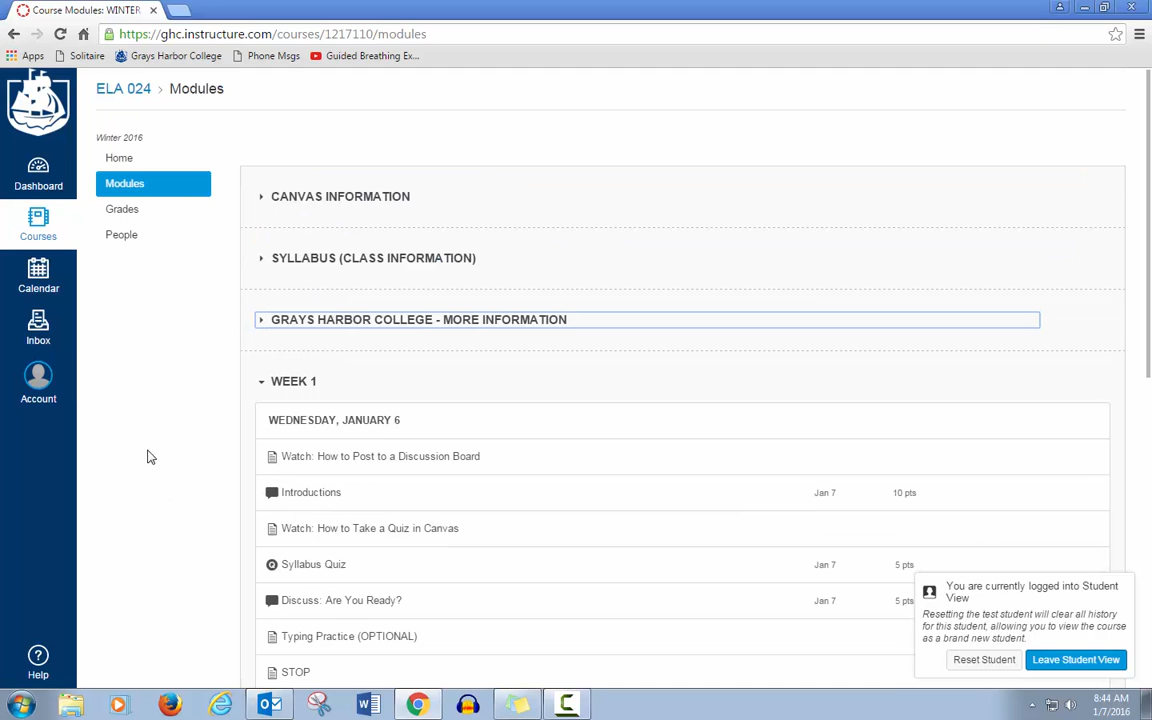 Course Modules: WINTER
https://ghc.instructure.com/courses/1217110/modules
Apps Solitaire Grays Harbor College Phone Msgs Guided Breathing Ex...
ELA 024 > Modules
Winter 2016
Home
Modules
Grades
People
Dashboard
Courses
Calendar
Inbox
Account
Help
CANVAS INFORMATION
SYLLABUS (CLASS INFORMATION)
GRAYS HARBOR COLLEGE - MORE INFORMATION
WEEK 1
WEDNESDAY, JANUARY 6
Watch: How to Post to a Discussion Board
Introductions Jan 7 10 pts
Watch: How to Take a Quiz in Canvas
Syllabus Quiz Jan 7 5 pts
Discuss: Are You Ready? Jan 7 5 pts
Typing Practice (OPTIONAL)
STOP
You are currently logged into Student
View
Resetting the test student will clear all history
for this student, allowing you to view the course
as a brand new student.
Reset Student Leave Student View
8:44 AM
1/7/2016